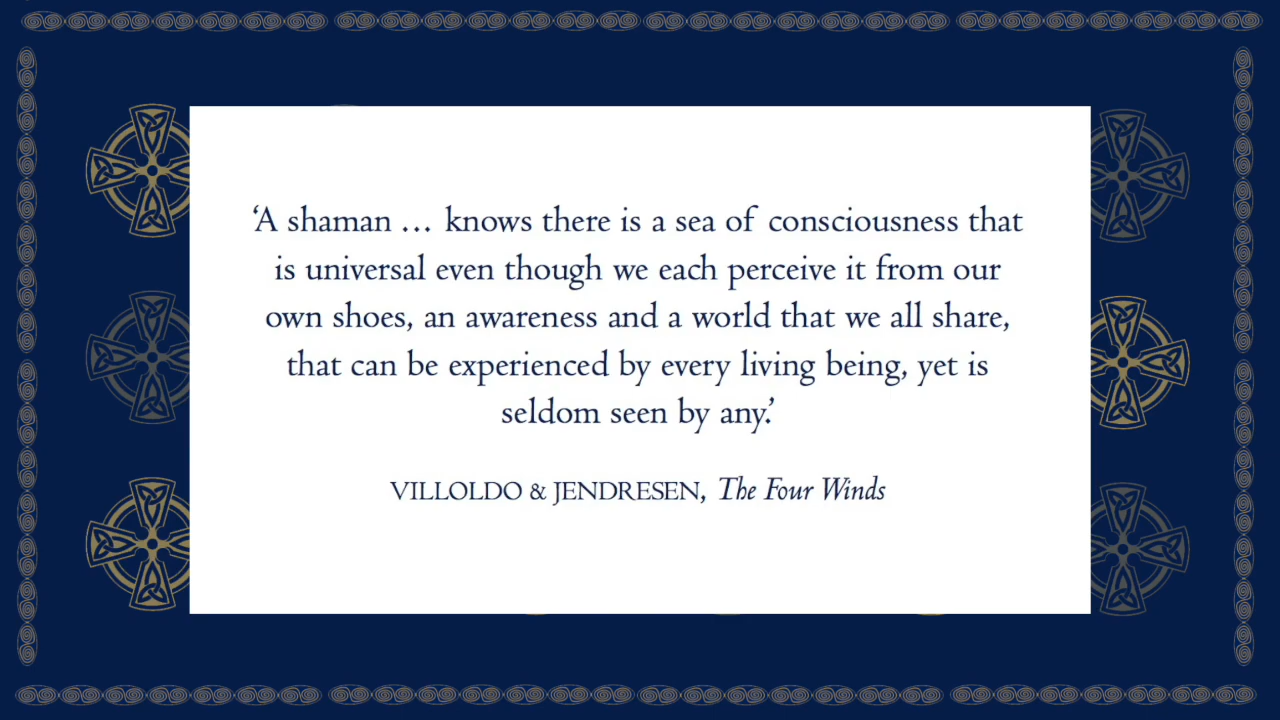 ‘A shaman … knows there is a sea of consciousness that
is universal even though we each perceive it from our
own shoes, an awareness and a world that we all share,
that can be experienced by every living being, yet is
seldom seen by any.’
VILLOLDO & JENDRESEN, The Four Winds